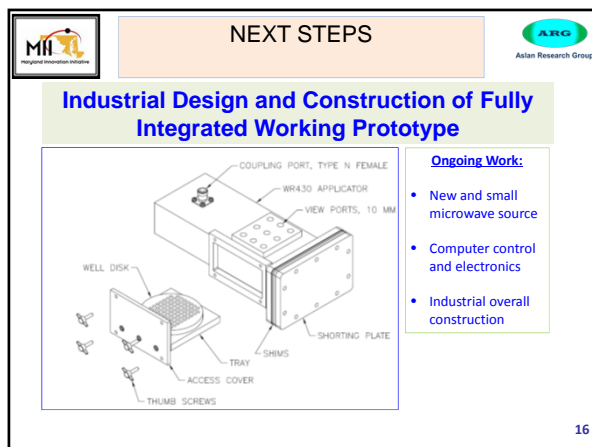 MII
Maryland Innovation Initiative
NEXT STEPS
ARG
Aslan Research Group
Industrial Design and Construction of Fully
Integrated Working Prototype
COUPLING PORT, TYPE N FEMALE
WR430 APPLICATOR
VIEW PORTS, 10 MM
WELL DISK
SHORTING PLATE
SHIMS
TRAY
ACCESS COVER
THUMB SCREWS
Ongoing Work:
• New and small
microwave source
• Computer control
and electronics
• Industrial overall
construction
16